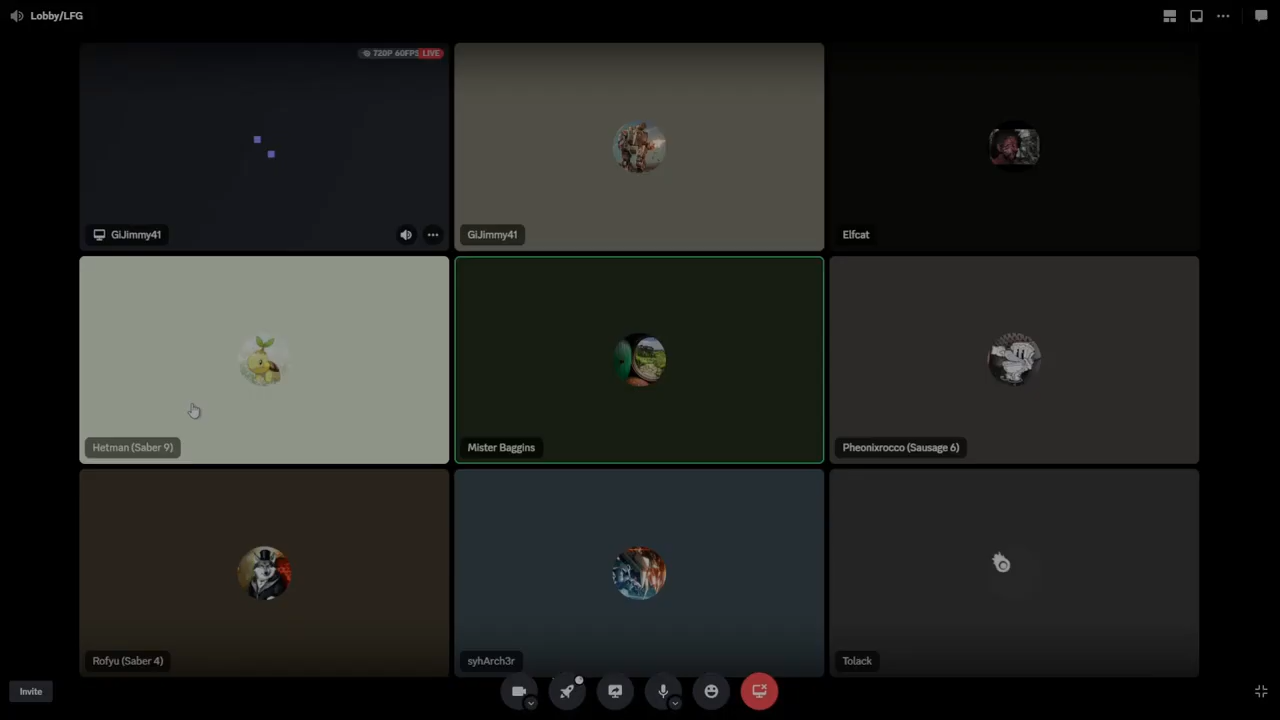 Lobby/LFG
720P 60FPS LIVE
GiJimmy41
GiJimmy41
Elfcat
Hetman (Saber 9)
Mister Baggins
Pheonixrocco (Sausage 6)
Rofyu (Saber 4)
syhArch3r
Tolack
Invite